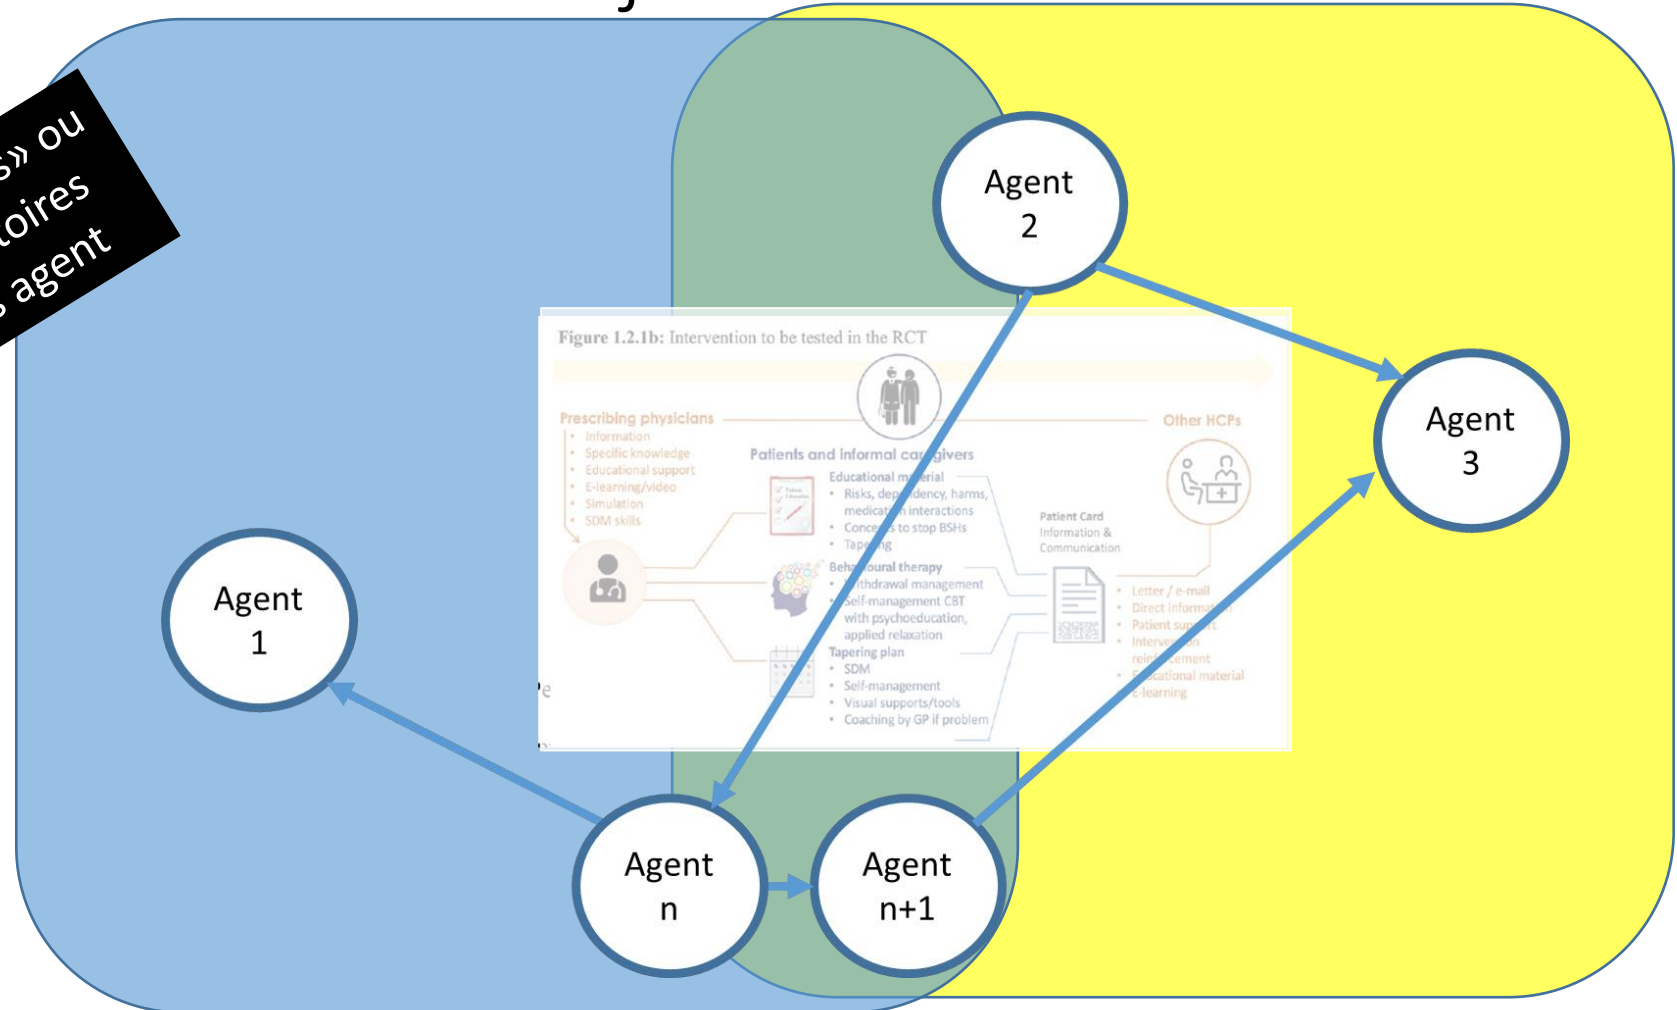 ou
agent
Agent
2
Figure 1.2.1b: Intervention to be tested in the RCT
Prescribing physicians
• Information
• Specific knowledge
• Educational support
• E-learning/video
• Simulation
• SDM skills
Patients and informal caregivers
Educational material
• Risks, dependency, harms,
medication interactions
• Concepts to stop BSHs
• Tapering
Behavioural therapy
• Withdrawal management
• Self-management CBT
with psychoeducation,
applied relaxation
Tapering plan
• SDM
• Self-management
• Visual supports/tools
• Coaching by GP if problem
Patient Card
Information &
Communication
Other HCPs
• Letter / e-mail
• Direct information
• Patient support
• Intervention
reinforcement
• Educational material
• E-learning
Agent
3
Agent
1
Agent
n
Agent
n+1